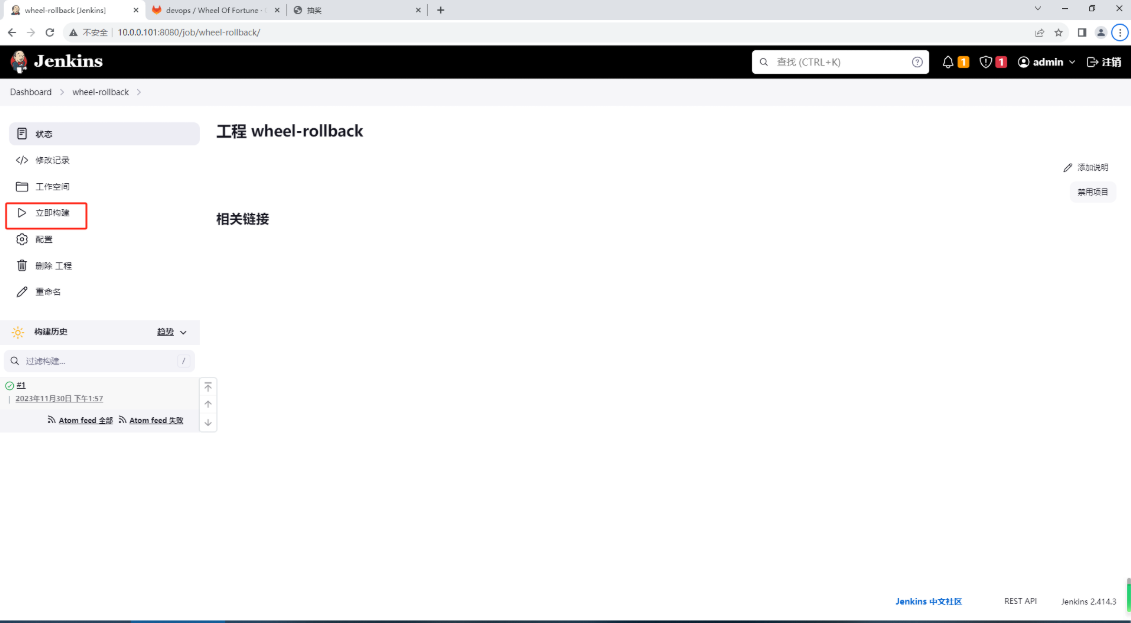 wheel-rollback [Jenkins]
devops / Wheel Of Fortune ·
抽奖
不安全 | 10.0.0.101:8080/job/wheel-rollback/
Jenkins
查找 (CTRL+K)
1
1
admin
注销
Dashboard > wheel-rollback >
状态
修改记录
工作空间
立即构建
配置
删除 工程
重命名
工程 wheel-rollback
添加说明
禁用项目
相关链接
构建历史
趋势
过滤构建...
/
#1
2023年11月30日 下午1:57
Atom feed 全部
Atom feed 失败
Jenkins 中文社区
REST API
Jenkins 2.414.3